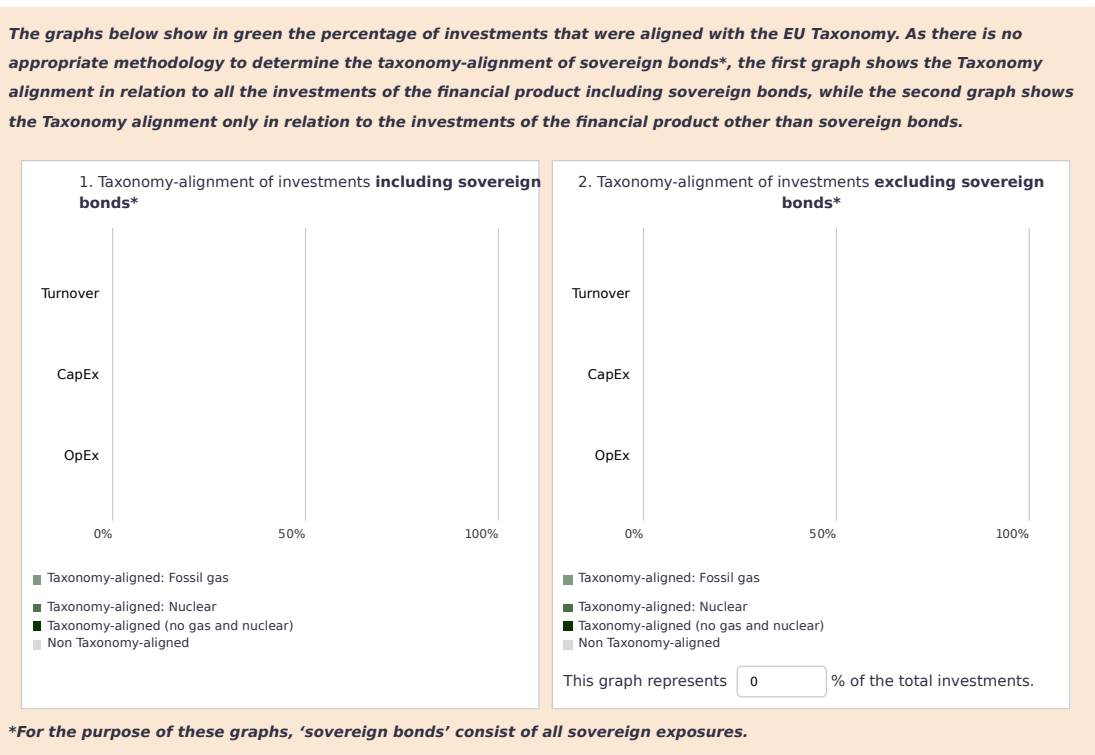 The graphs below show in green the percentage of investments that were aligned with the EU Taxonomy. As there is no
appropriate methodology to determine the taxonomy-alignment of sovereign bonds*, the first graph shows the Taxonomy
alignment in relation to all the investments of the financial product including sovereign bonds, while the second graph shows
the Taxonomy alignment only in relation to the investments of the financial product other than sovereign bonds.
1. Taxonomy-alignment of investments including sovereign
bonds*
Turnover
CapEx
OpEx
0% 50% 100%
Taxonomy-aligned: Fossil gas
Taxonomy-aligned: Nuclear
Taxonomy-aligned (no gas and nuclear)
Non Taxonomy-aligned
2. Taxonomy-alignment of investments excluding sovereign
bonds*
Turnover
CapEx
OpEx
0% 50% 100%
Taxonomy-aligned: Fossil gas
Taxonomy-aligned: Nuclear
Taxonomy-aligned (no gas and nuclear)
Non Taxonomy-aligned
This graph represents 0 % of the total investments.
*For the purpose of these graphs, ‘sovereign bonds’ consist of all sovereign exposures.